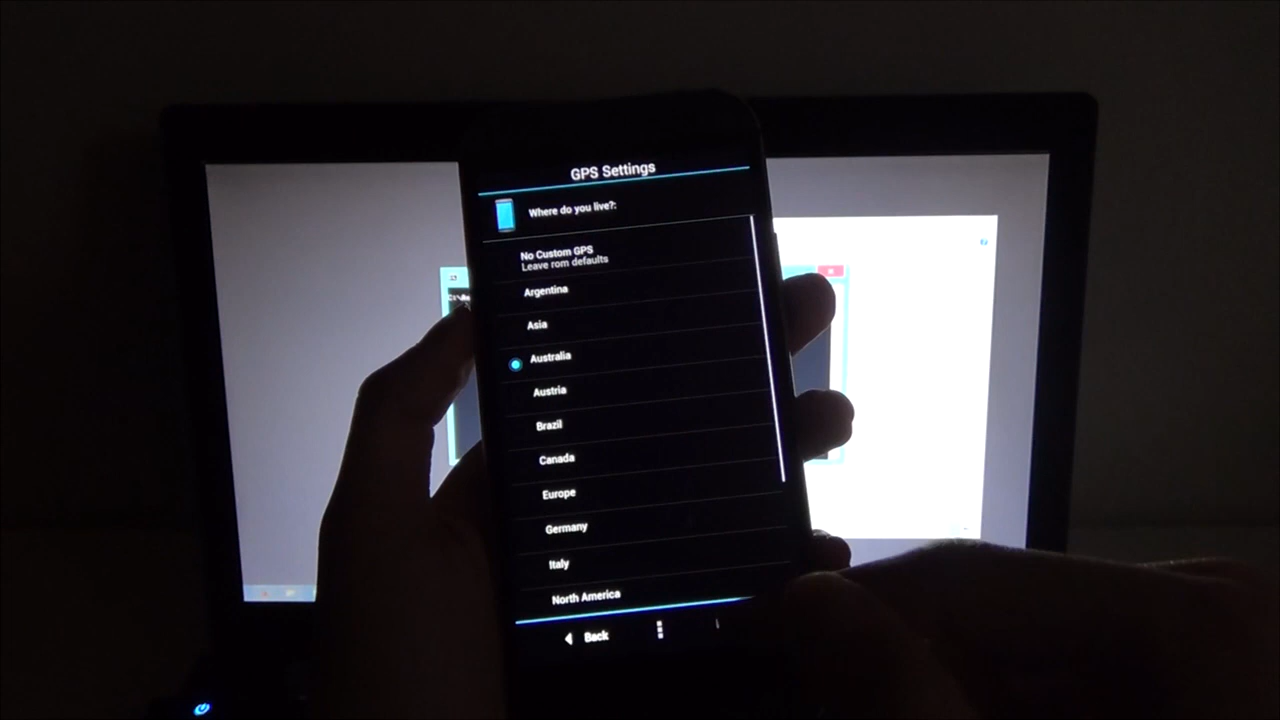 GPS Settings
Where do you live?:
No Custom GPS
Leave rom defaults
Argentina
Asia
Australia
Austria
Brazil
Canada
Europe
Germany
Italy
North America
Back